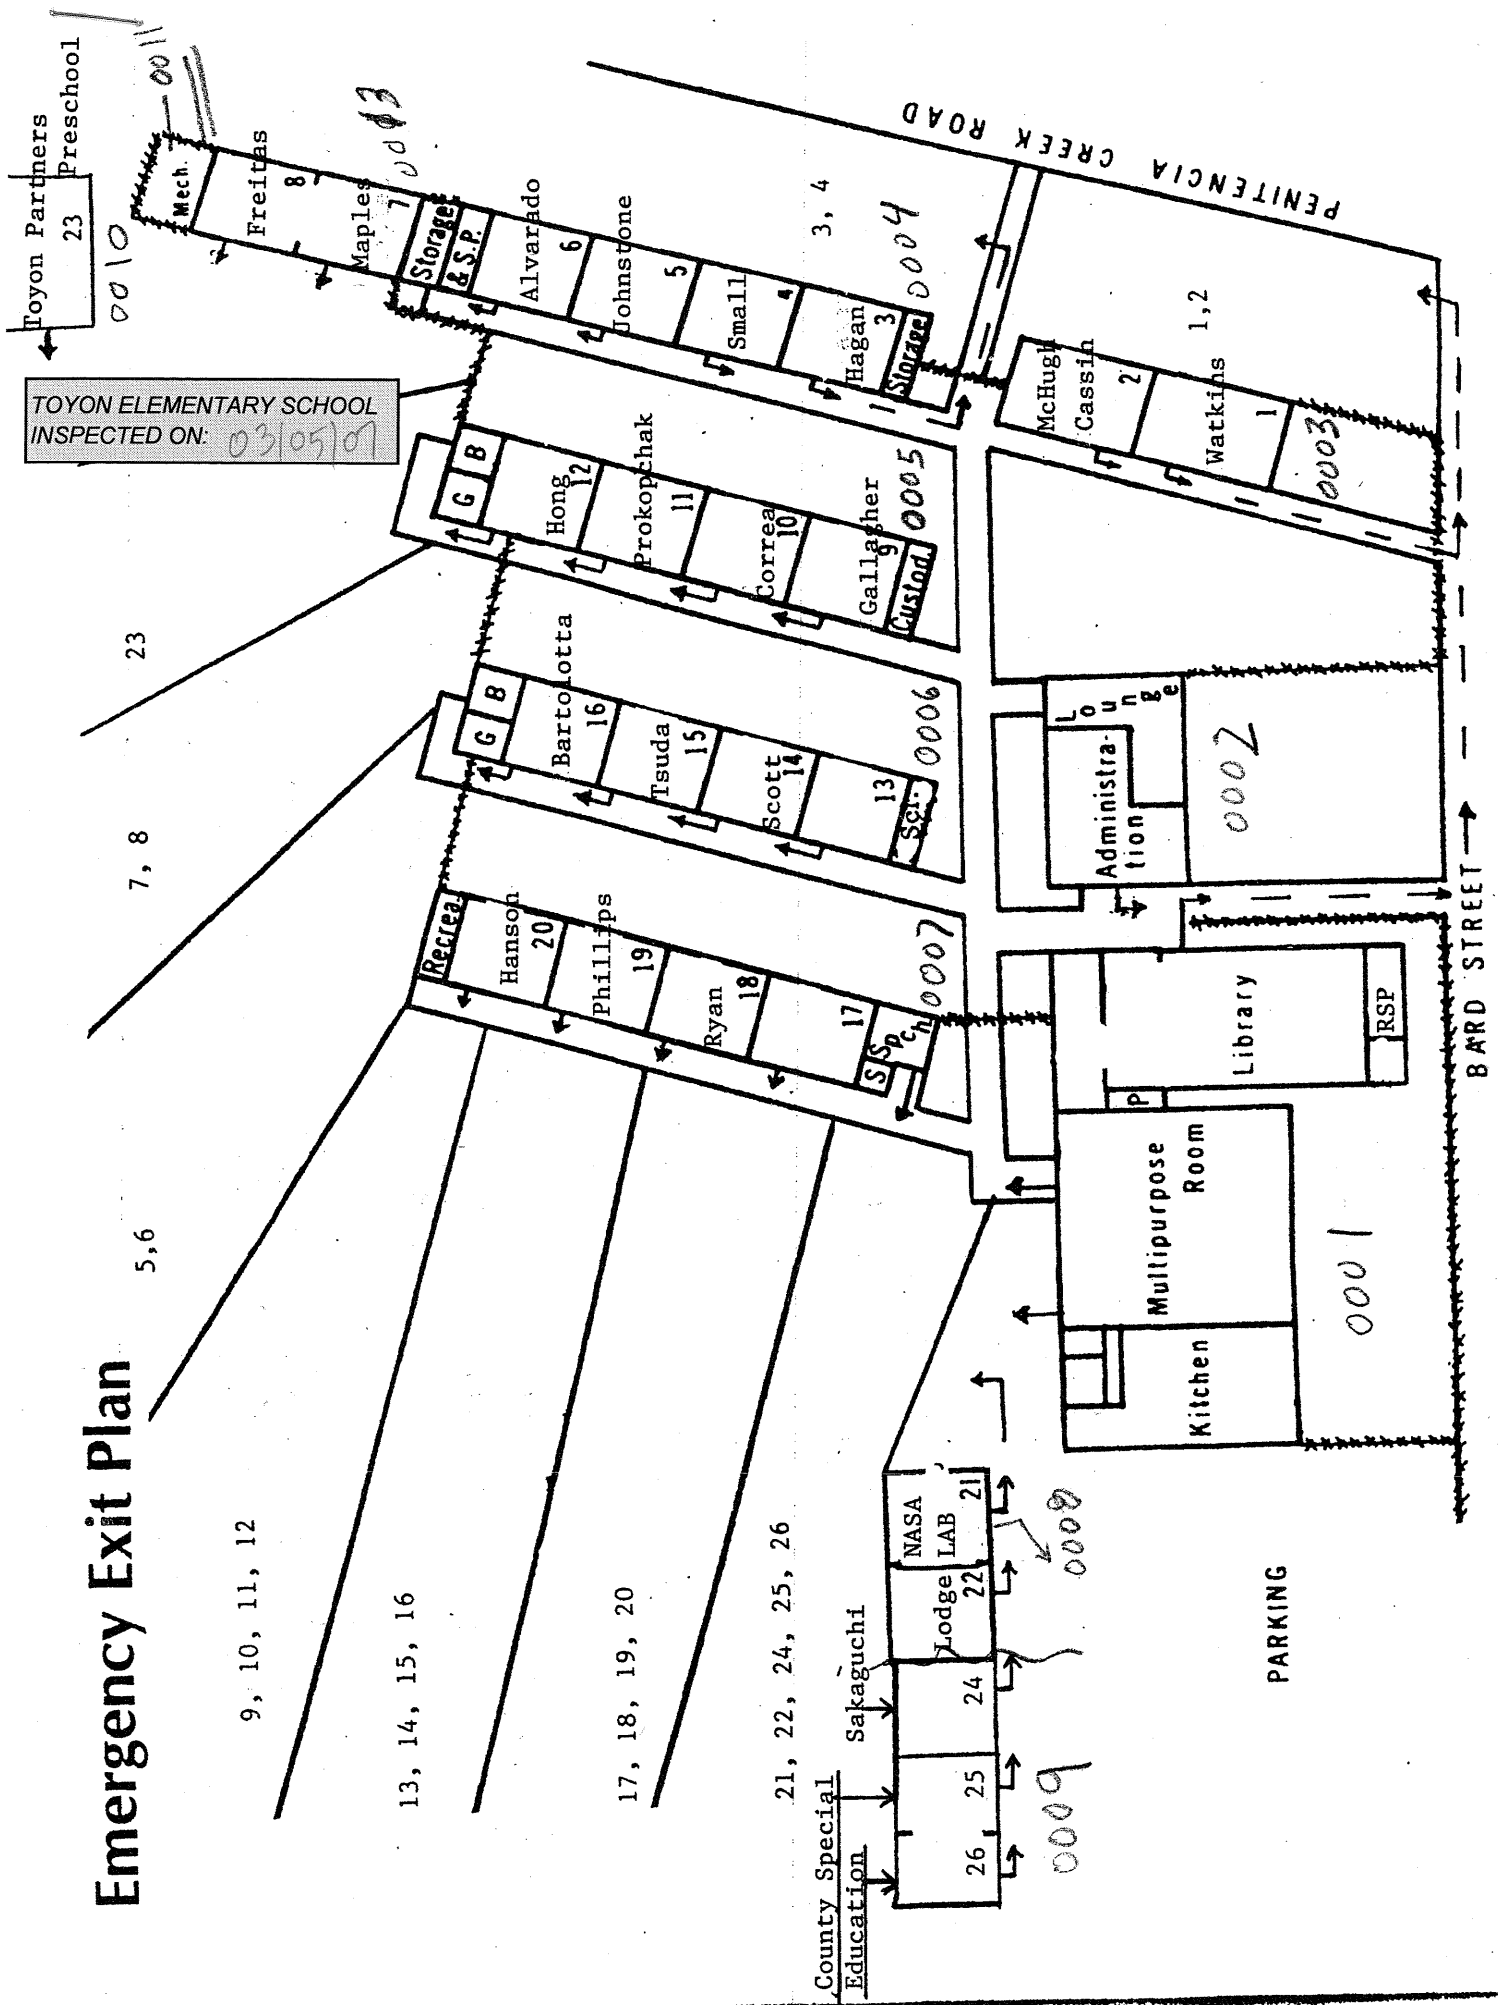 Emergency Exit Plan
Toyon Partners
23
Preschool
0010
TOYON ELEMENTARY SCHOOL
INSPECTED ON: 03/05/07
0011
Mech.
Freitas
8
Maples
7
Storage
& S.P.
Alvarado
6
Johnstone
5
Small
4
Hagan
3
Storage
0004
3, 4
PENITENCIA CREEK ROAD
McHugh
Cassin
2
Watkins
1
0003
1,2
23
7, 8
5,6
9, 10, 11, 12
13, 14, 15, 16
17, 18, 19, 20
21, 22, 24, 25, 26
G
B
Hong
12
Prokopchak
11
Correa
10
Gallagher
9
Custod.
0005
G
B
Bartolotta
16
Tsuda
15
Scott
14
13
Sci.
0006
Recrea.
Hanson
20
Phillips
19
Ryan
18
17
S
Spch
0007
Lounge
Administra-
tion
0002
Library
RSP
P
Multipurpose
Room
Kitchen
0001
BARD STREET
NASA
LAB
21
Lodge
22
0008
Sakaguchi
24
25
26
0009
County Special
Education
PARKING